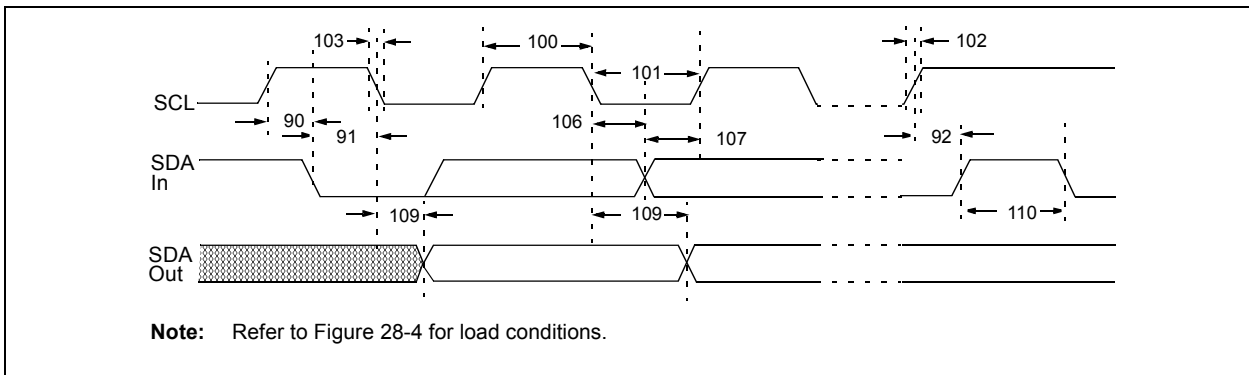 103
100
102
101
SCL
90
91
106
107
92
SDA
In
109
109
110
SDA
Out
Note: Refer to Figure 28-4 for load conditions.